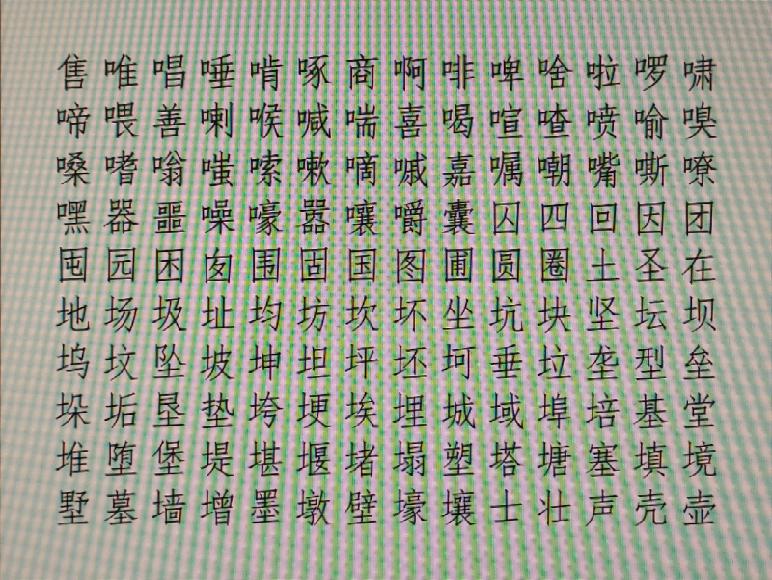 售唯唱唾啃啄商啊啡啤啥啦啰啸
啼喂善喇喉喊喘喜喝喧喳喷喻嗅
嗓嗜嗡嗤嗦嗽嘀嘁嘉嘱嘲嘴嘶嘹
嘿器噩噪嚎嚣嚷嚼囊囚四回因团
囤园困囱围固国图圃圆圈土圣在
地场圾址均坊坎坏坐坑块坚坛坝
坞坟坠坡坤坦坪坯坷垂垃垄型垒
垛垢垦垫垮埂埃埋城域埠培基堂
堆堕堡堤堪堰堵塌塑塔塘塞填境
墅墓墙增墨墩壁壕壤士壮声壳壶